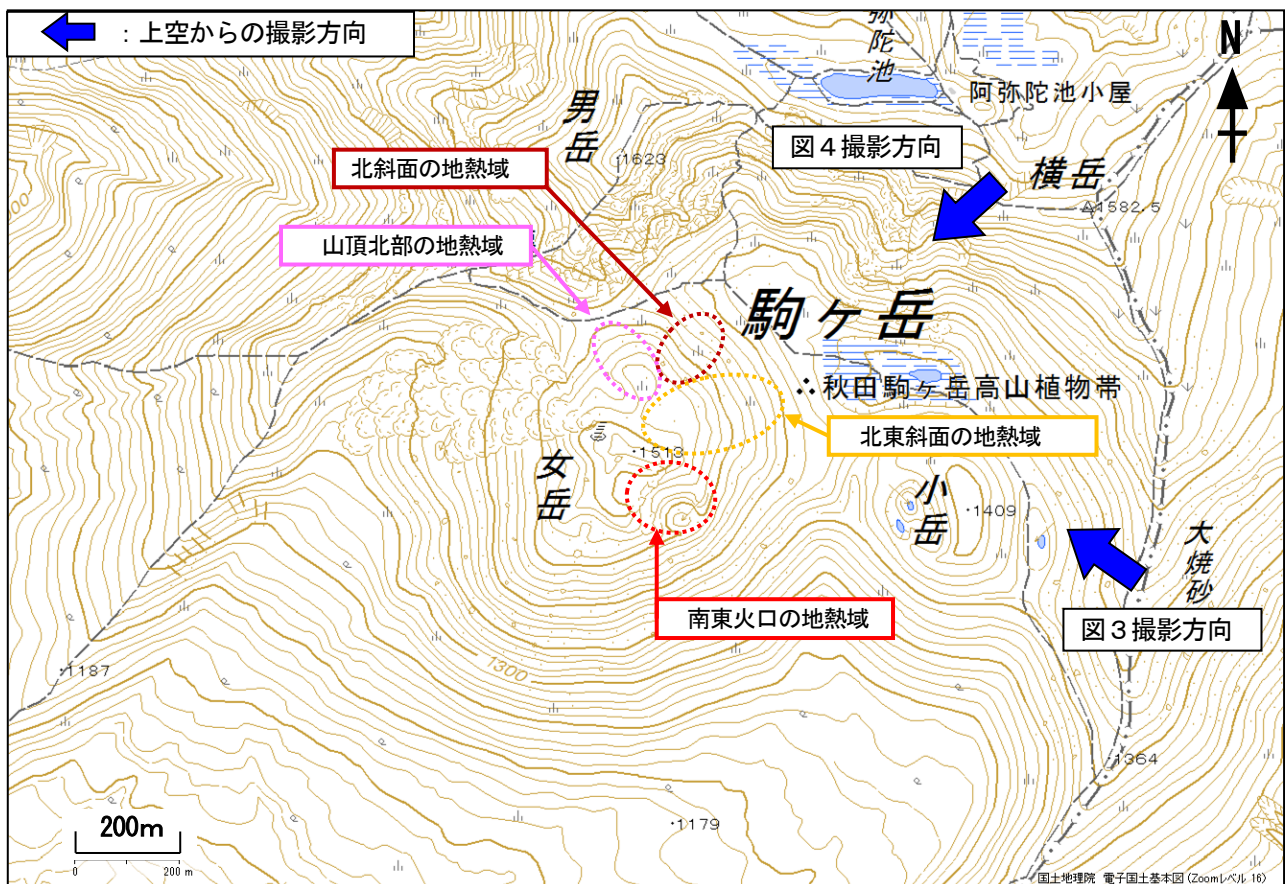 ：上空からの撮影方向
弥陀池
N
阿弥陀池小屋
男岳
図４撮影方向
・1623
北斜面の地熱域
横岳
△1582.5
山頂北部の地熱域
駒ヶ岳
∴秋田駒ヶ岳高山植物帯
北東斜面の地熱域
・1513
女岳
小岳
・1409
大焼砂
南東火口の地熱域
図３撮影方向
・1187
1300
・1364
・1179
200m
0 200 m
国土地理院 電子国土基本図 (Zoomレベル 16)